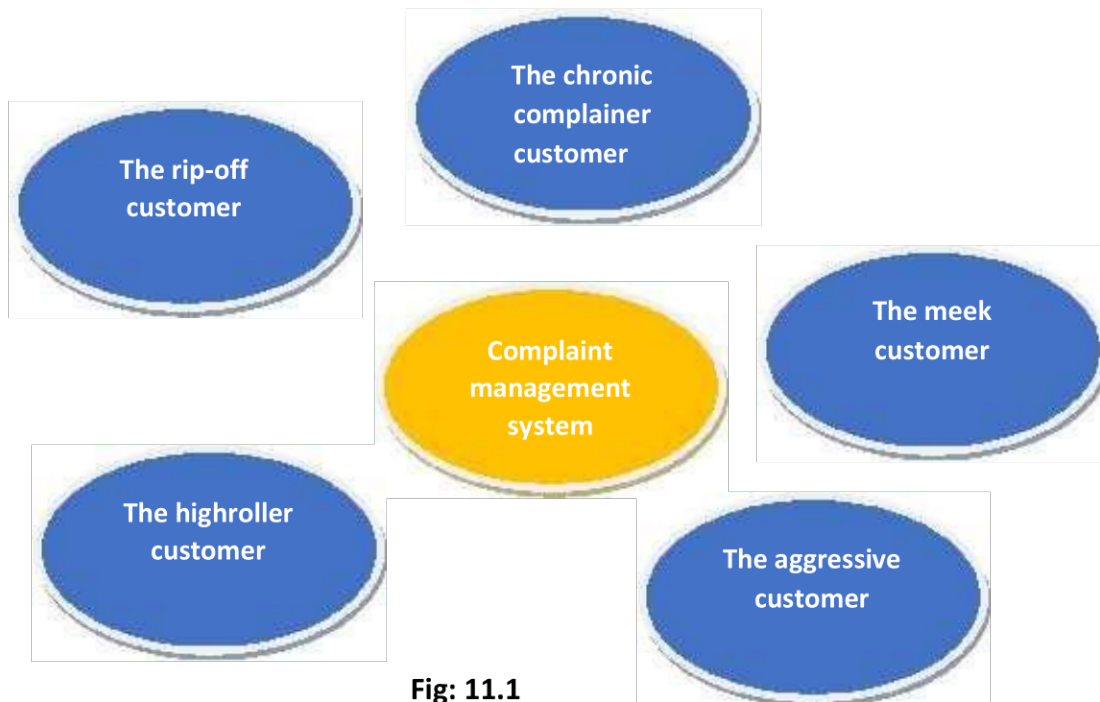 The chronic
complainer
customer
The rip-off
customer
The meek
customer
Complaint
management
system
The highroller
customer
The aggressive
customer
Fig: 11.1